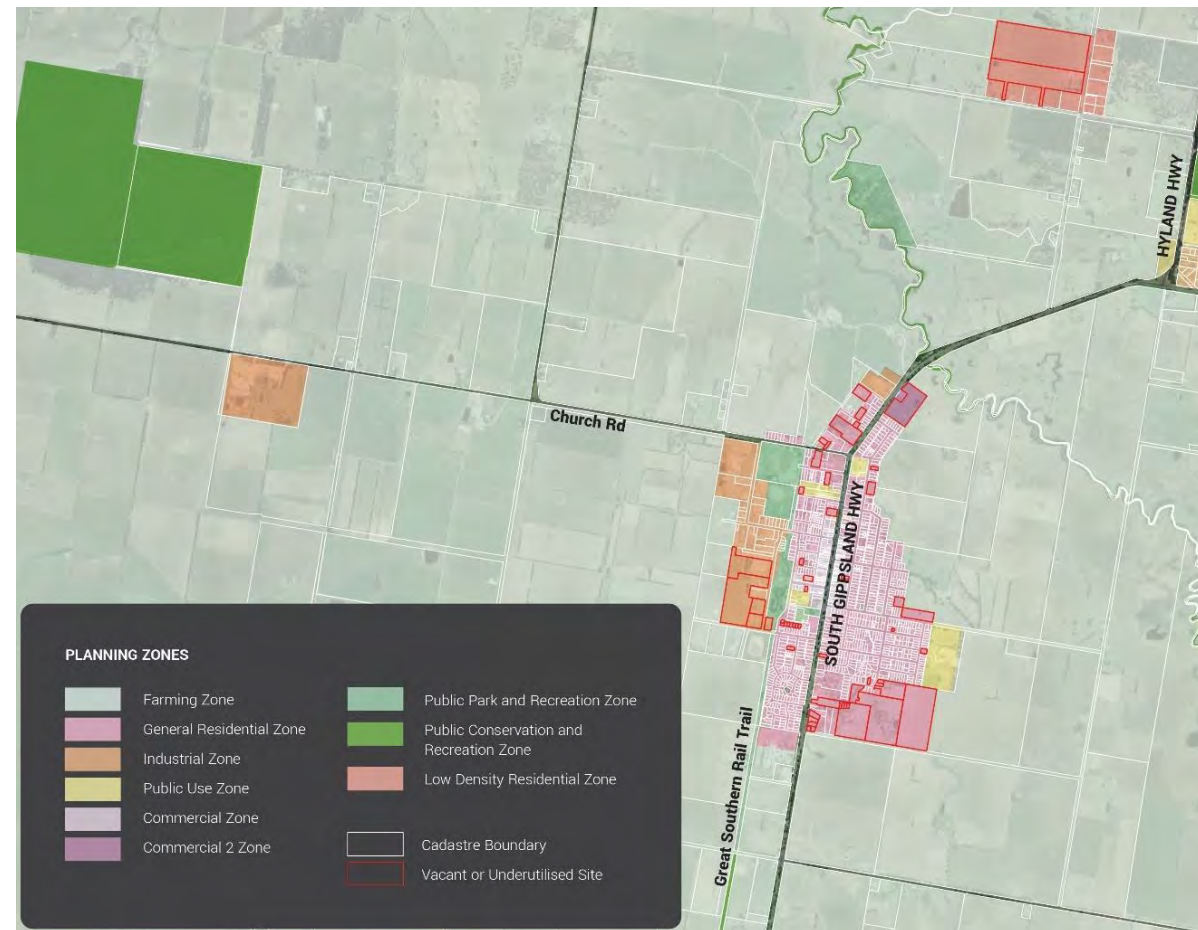 HYLAND HWY
Church Rd
SOUTH GIPPSLAND HWY
Great Southern Rail Trail
PLANNING ZONES
Farming Zone
General Residential Zone
Industrial Zone
Public Use Zone
Commercial Zone
Commercial 2 Zone
Public Park and Recreation Zone
Public Conservation and
Recreation Zone
Low Density Residential Zone
Cadastre Boundary
Vacant or Underutilised Site